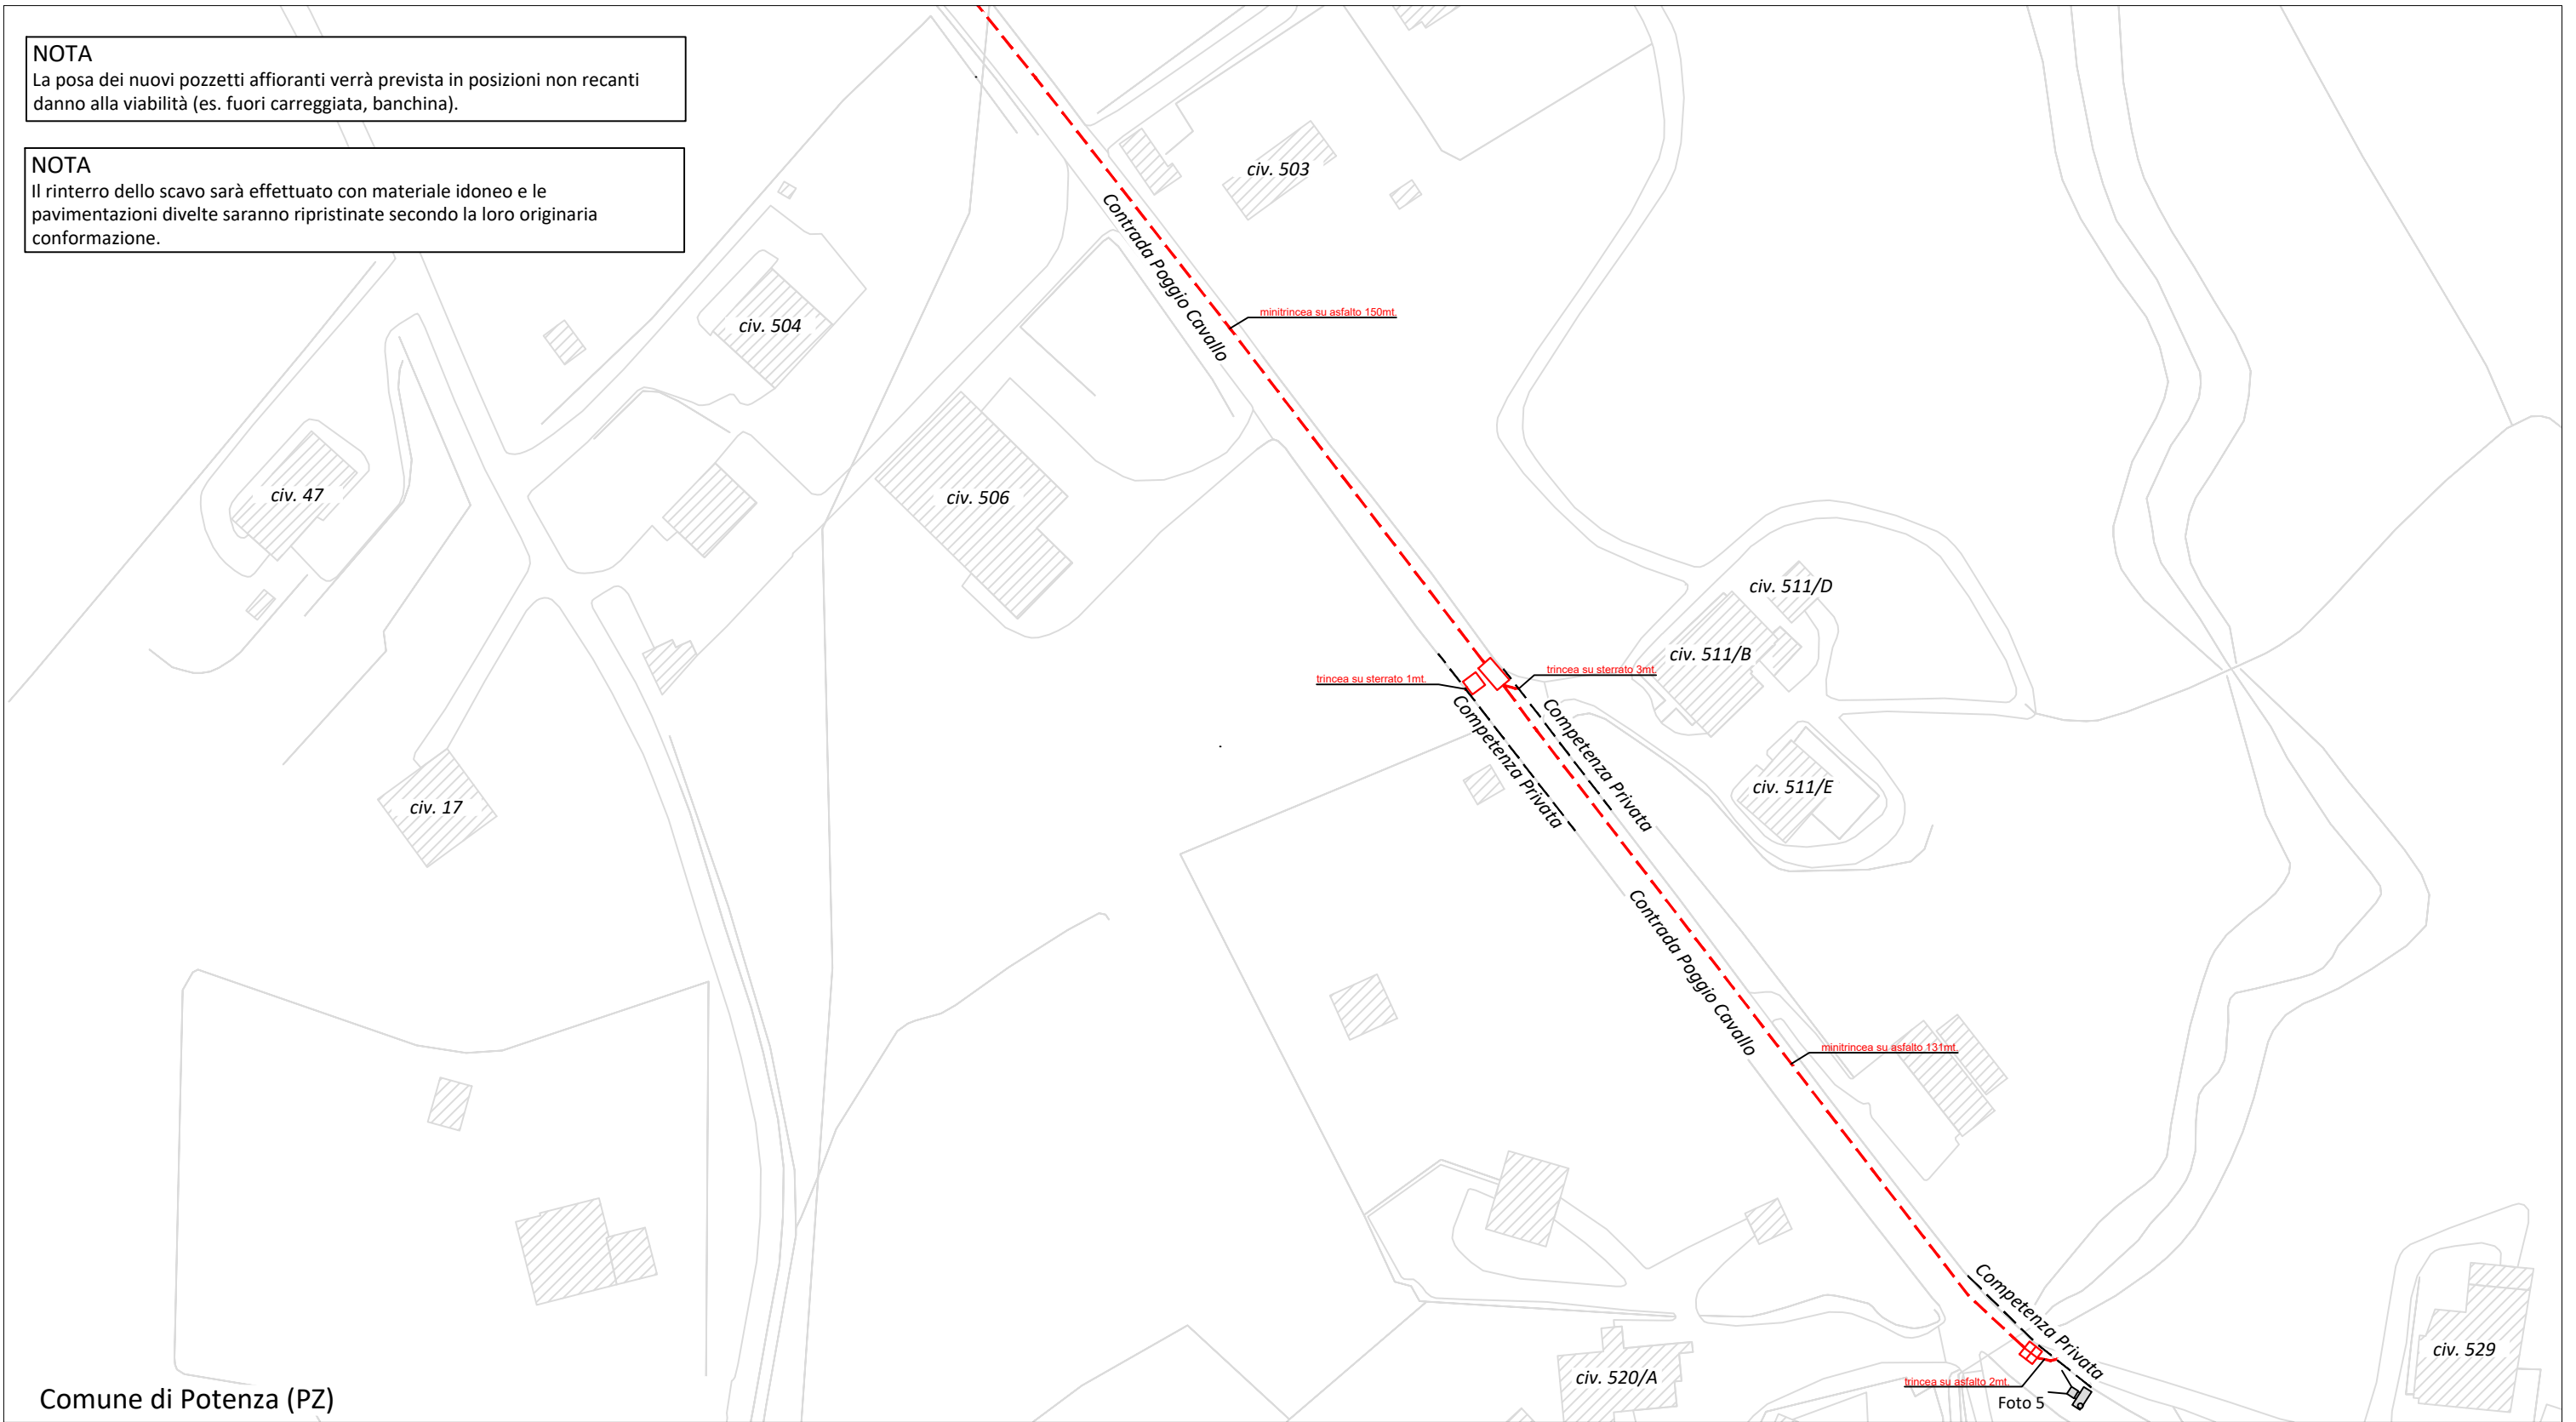 NOTA
La posa dei nuovi pozzetti affioranti verrà prevista in posizioni non recanti
danno alla viabilità (es. fuori carreggiata, banchina).
NOTA
Il rinterro dello scavo sarà effettuato con materiale idoneo e le
pavimentazioni divelte saranno ripristinate secondo la loro originaria
conformazione.
civ. 503
Contrada Poggio Cavallo
minitrincea su asfalto 150mt.
civ. 504
civ. 47
civ. 506
civ. 511/D
civ. 511/B
trincea su sterrato 3mt.
trincea su sterrato 1mt.
Competenza Privata
Competenza Privata
civ. 511/E
civ. 17
Contrada Poggio Cavallo
minitrincea su asfalto 131mt.
Competenza Privata
civ. 529
civ. 520/A
trincea su asfalto 2mt.
Foto 5
Comune di Potenza (PZ)